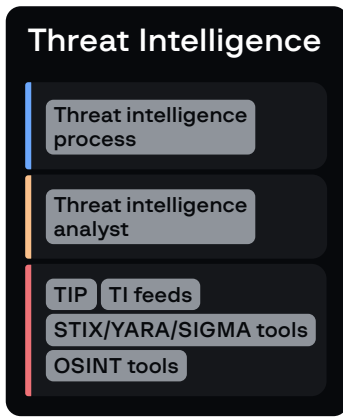 Threat Intelligence
Threat intelligence
process
Threat intelligence
analyst
TIP TI feeds
STIX/YARA/SIGMA tools
OSINT tools